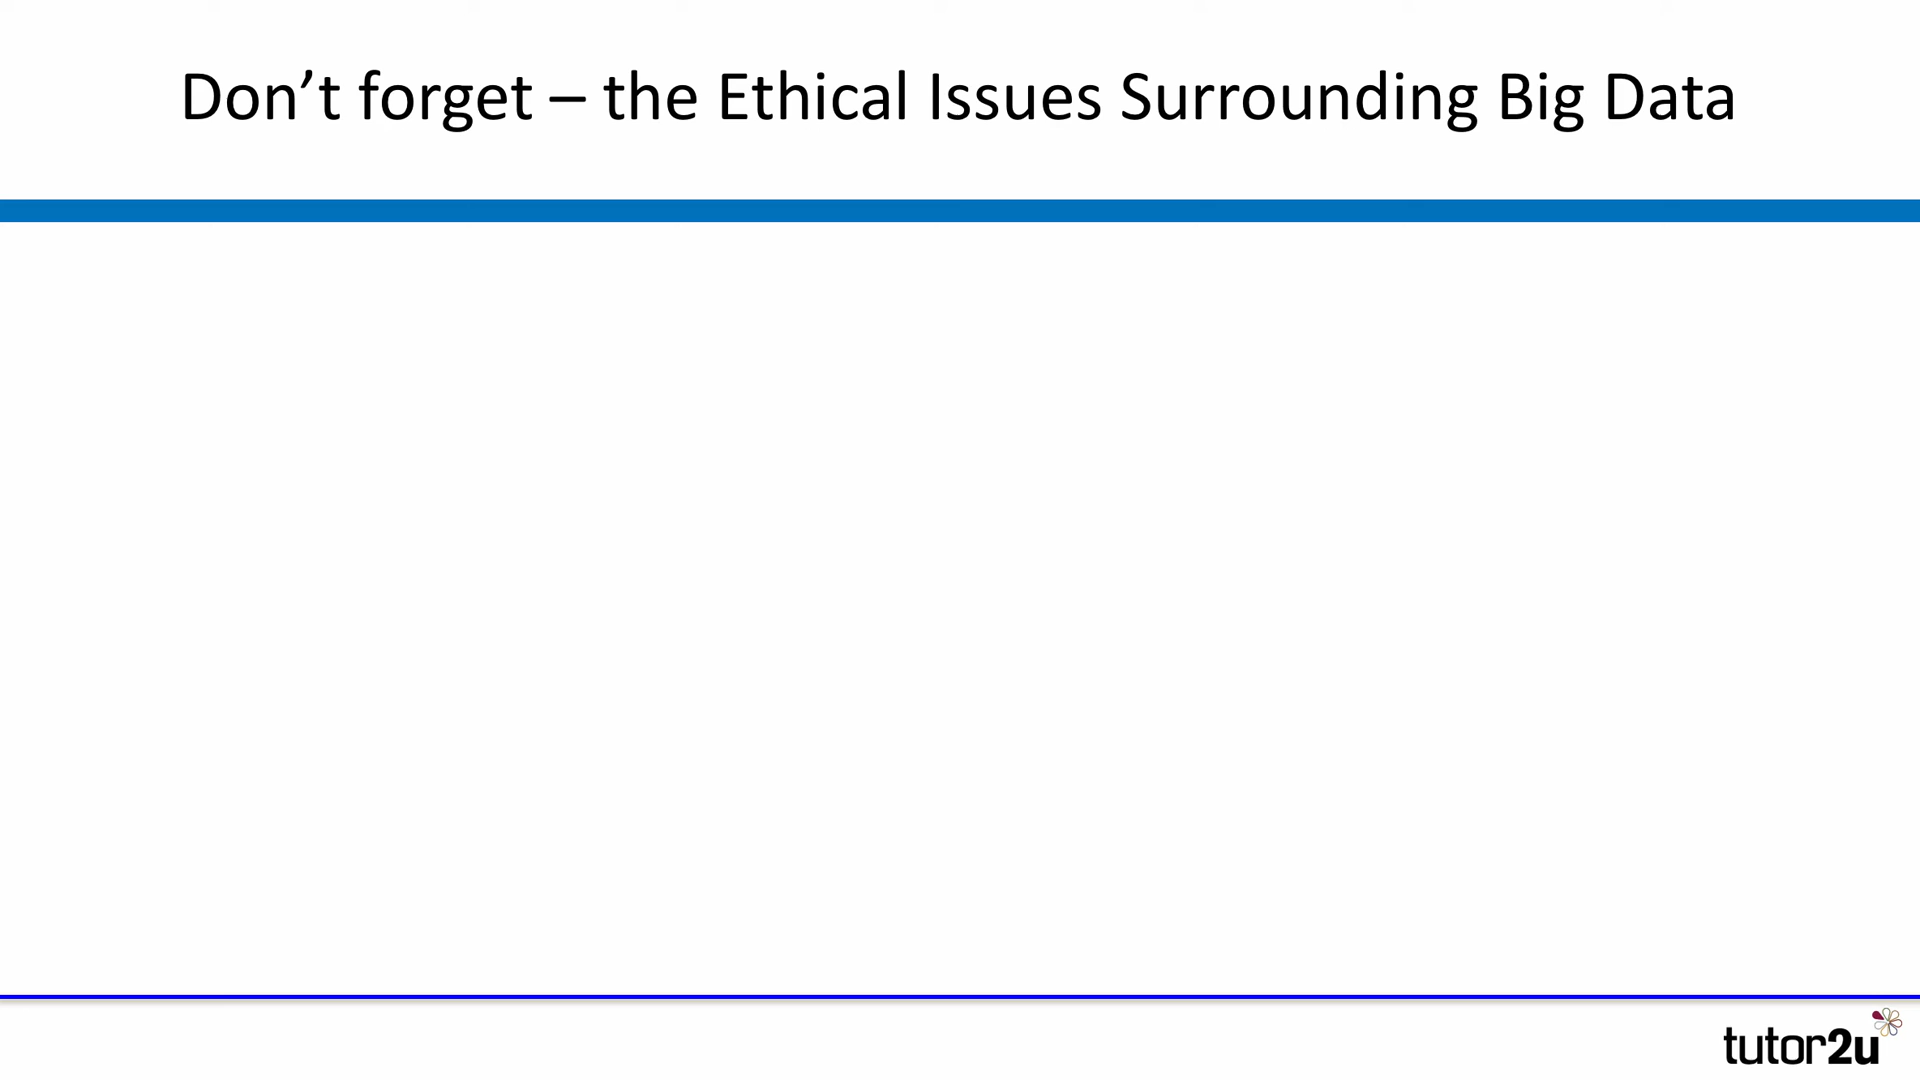 Don’t forget – the Ethical Issues Surrounding Big Data
tutor2u